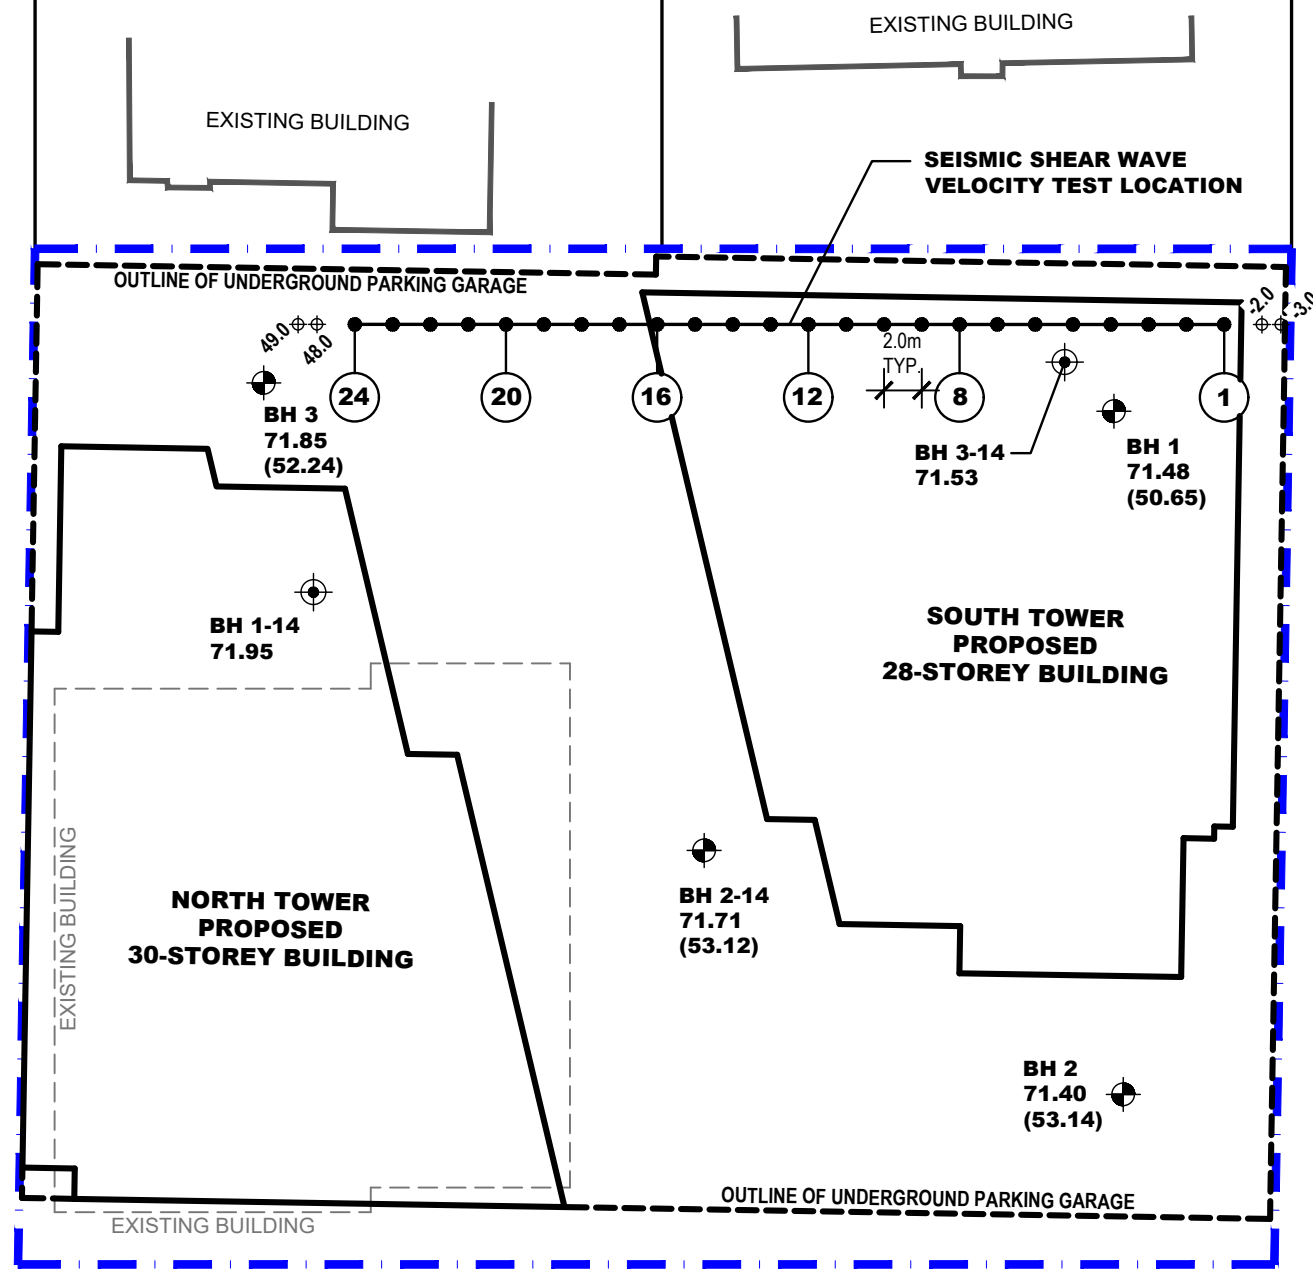 EXISTING BUILDING
EXISTING BUILDING
SEISMIC SHEAR WAVE
VELOCITY TEST LOCATION
OUTLINE OF UNDERGROUND PARKING GARAGE
49.0
48.0
-2.0
-3.0
2.0m
TYP.
24
20
16
12
8
1
BH 3
71.85
(52.24)
BH 3-14
71.53
BH 1
71.48
(50.65)
BH 1-14
71.95
SOUTH TOWER
PROPOSED
28-STOREY BUILDING
EXISTING BUILDING
NORTH TOWER
PROPOSED
30-STOREY BUILDING
BH 2-14
71.71
(53.12)
BH 2
71.40
(53.14)
OUTLINE OF UNDERGROUND PARKING GARAGE
EXISTING BUILDING